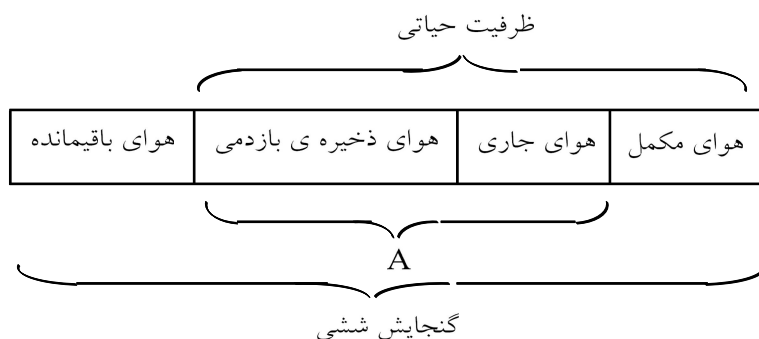 ظرفیت حیاتی
هوای مکمل هوای جاری هوای ذخیره ی بازدمی هوای باقیمانده
A
گنجایش ششی